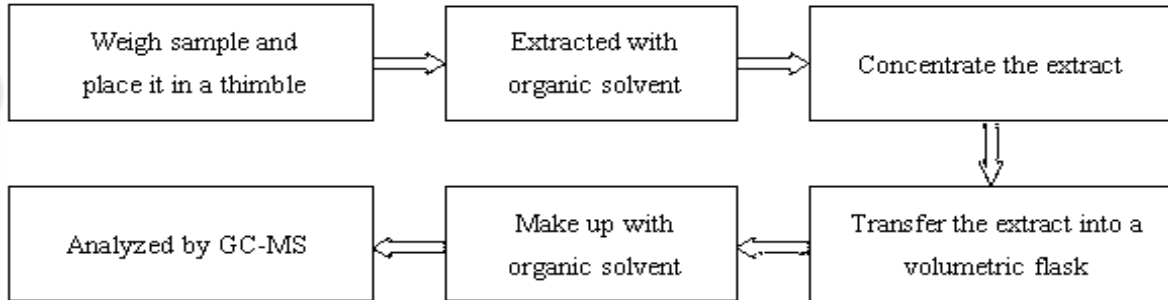 Weigh sample and
place it in a thimble
Extracted with
organic solvent
Concentrate the extract
Transfer the extract into a
volumetric flask
Make up with
organic solvent
Analyzed by GC-MS